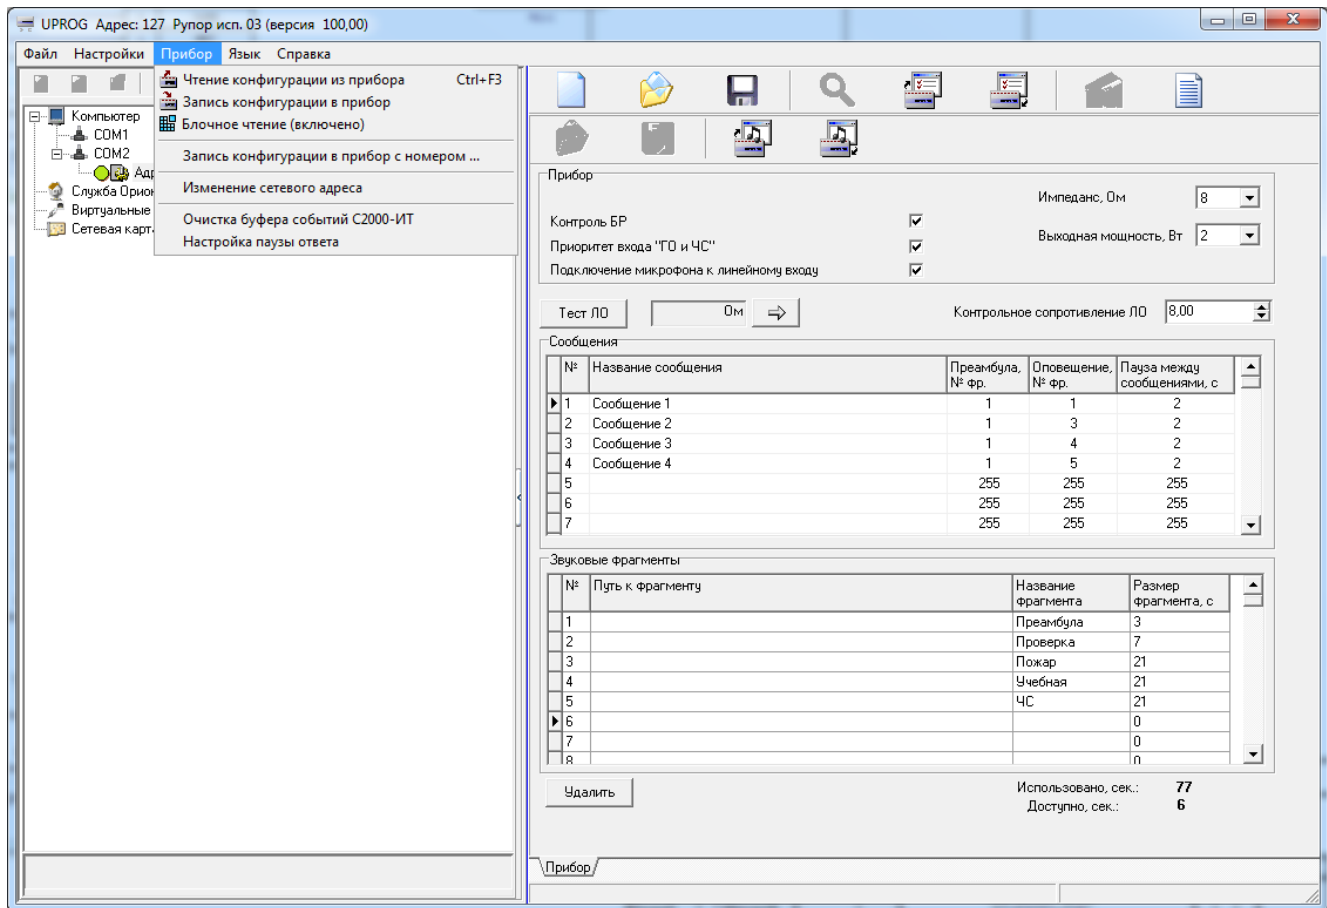 UPROG Адрес: 127 Рупор исп. 03 (версия 100,00)
Файл Настройки Прибор Язык Справка
Чтение конфигурации из прибора Ctrl+F3
Запись конфигурации в прибор
Блочное чтение (включено)
Запись конфигурации в прибор с номером ...
Изменение сетевого адреса
Очистка буфера событий С2000-ИТ
Настройка паузы ответа
Компьютер
COM1
COM2
Адр
Служба Орион
Виртуальные
Сетевая карт
Прибор
Импеданс, Ом 8
Контроль БР
Выходная мощность, Вт 2
Приоритет входа "ГО и ЧС"
Подключение микрофона к линейному входу
Тест ЛО Ом Контрольное сопротивление ЛО 8,00
Сообщения
№ Название сообщения Преамбула, № фр. Оповещение, № фр. Пауза между сообщениями, с
1 Сообщение 1 1 1 2
2 Сообщение 2 1 3 2
3 Сообщение 3 1 4 2
4 Сообщение 4 1 5 2
5 255 255 255
6 255 255 255
7 255 255 255
Звуковые фрагменты
№ Путь к фрагменту Название фрагмента Размер фрагмента, с
1 Преамбула 3
2 Проверка 7
3 Пожар 21
4 Учебная 21
5 ЧС 21
6 0
7 0
8 0
Удалить
Использовано, сек.: 77
Доступно, сек.: 6
Прибор